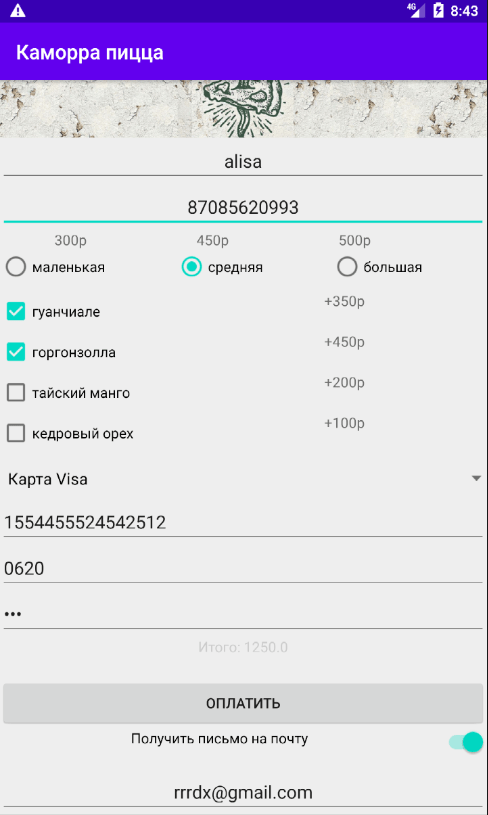 4G 8:43
Каморра пицца
alisa
87085620993
300р 450р 500р
маленькая средняя большая
гуанчиале +350р
горгонзолла +450р
тайский манго +200р
кедровый орех +100р
Карта Visa
1554455524542512
0620
•••
Итого: 1250.0
ОПЛАТИТЬ
Получить письмо на почту
rrrdx@gmail.com